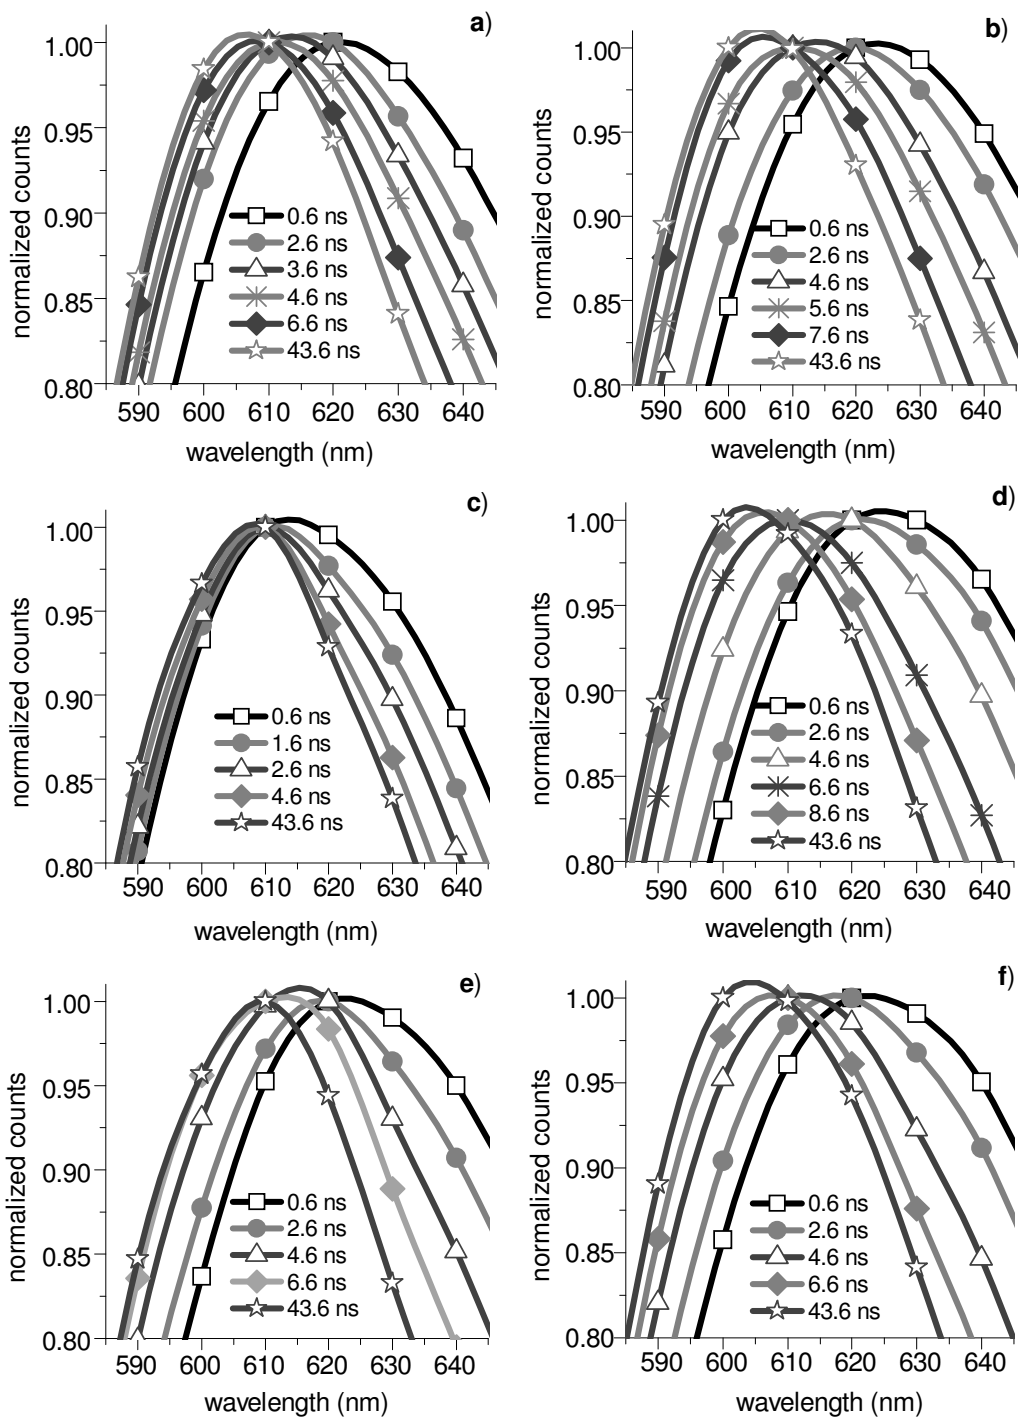 a)
normalized counts
1.00
0.95
0.90
0.85
0.80
0.6 ns
2.6 ns
3.6 ns
4.6 ns
6.6 ns
43.6 ns
590 600 610 620 630 640
wavelength (nm)
b)
normalized counts
1.00
0.95
0.90
0.85
0.80
0.6 ns
2.6 ns
4.6 ns
5.6 ns
7.6 ns
43.6 ns
590 600 610 620 630 640
wavelength (nm)
c)
normalized counts
1.00
0.95
0.90
0.85
0.80
0.6 ns
1.6 ns
2.6 ns
4.6 ns
43.6 ns
590 600 610 620 630 640
wavelength (nm)
d)
normalized counts
1.00
0.95
0.90
0.85
0.80
0.6 ns
2.6 ns
4.6 ns
6.6 ns
8.6 ns
43.6 ns
590 600 610 620 630 640
wavelength (nm)
e)
normalized counts
1.00
0.95
0.90
0.85
0.80
0.6 ns
2.6 ns
4.6 ns
6.6 ns
43.6 ns
590 600 610 620 630 640
wavelength (nm)
f)
normalized counts
1.00
0.95
0.90
0.85
0.80
0.6 ns
2.6 ns
4.6 ns
6.6 ns
43.6 ns
590 600 610 620 630 640
wavelength (nm)